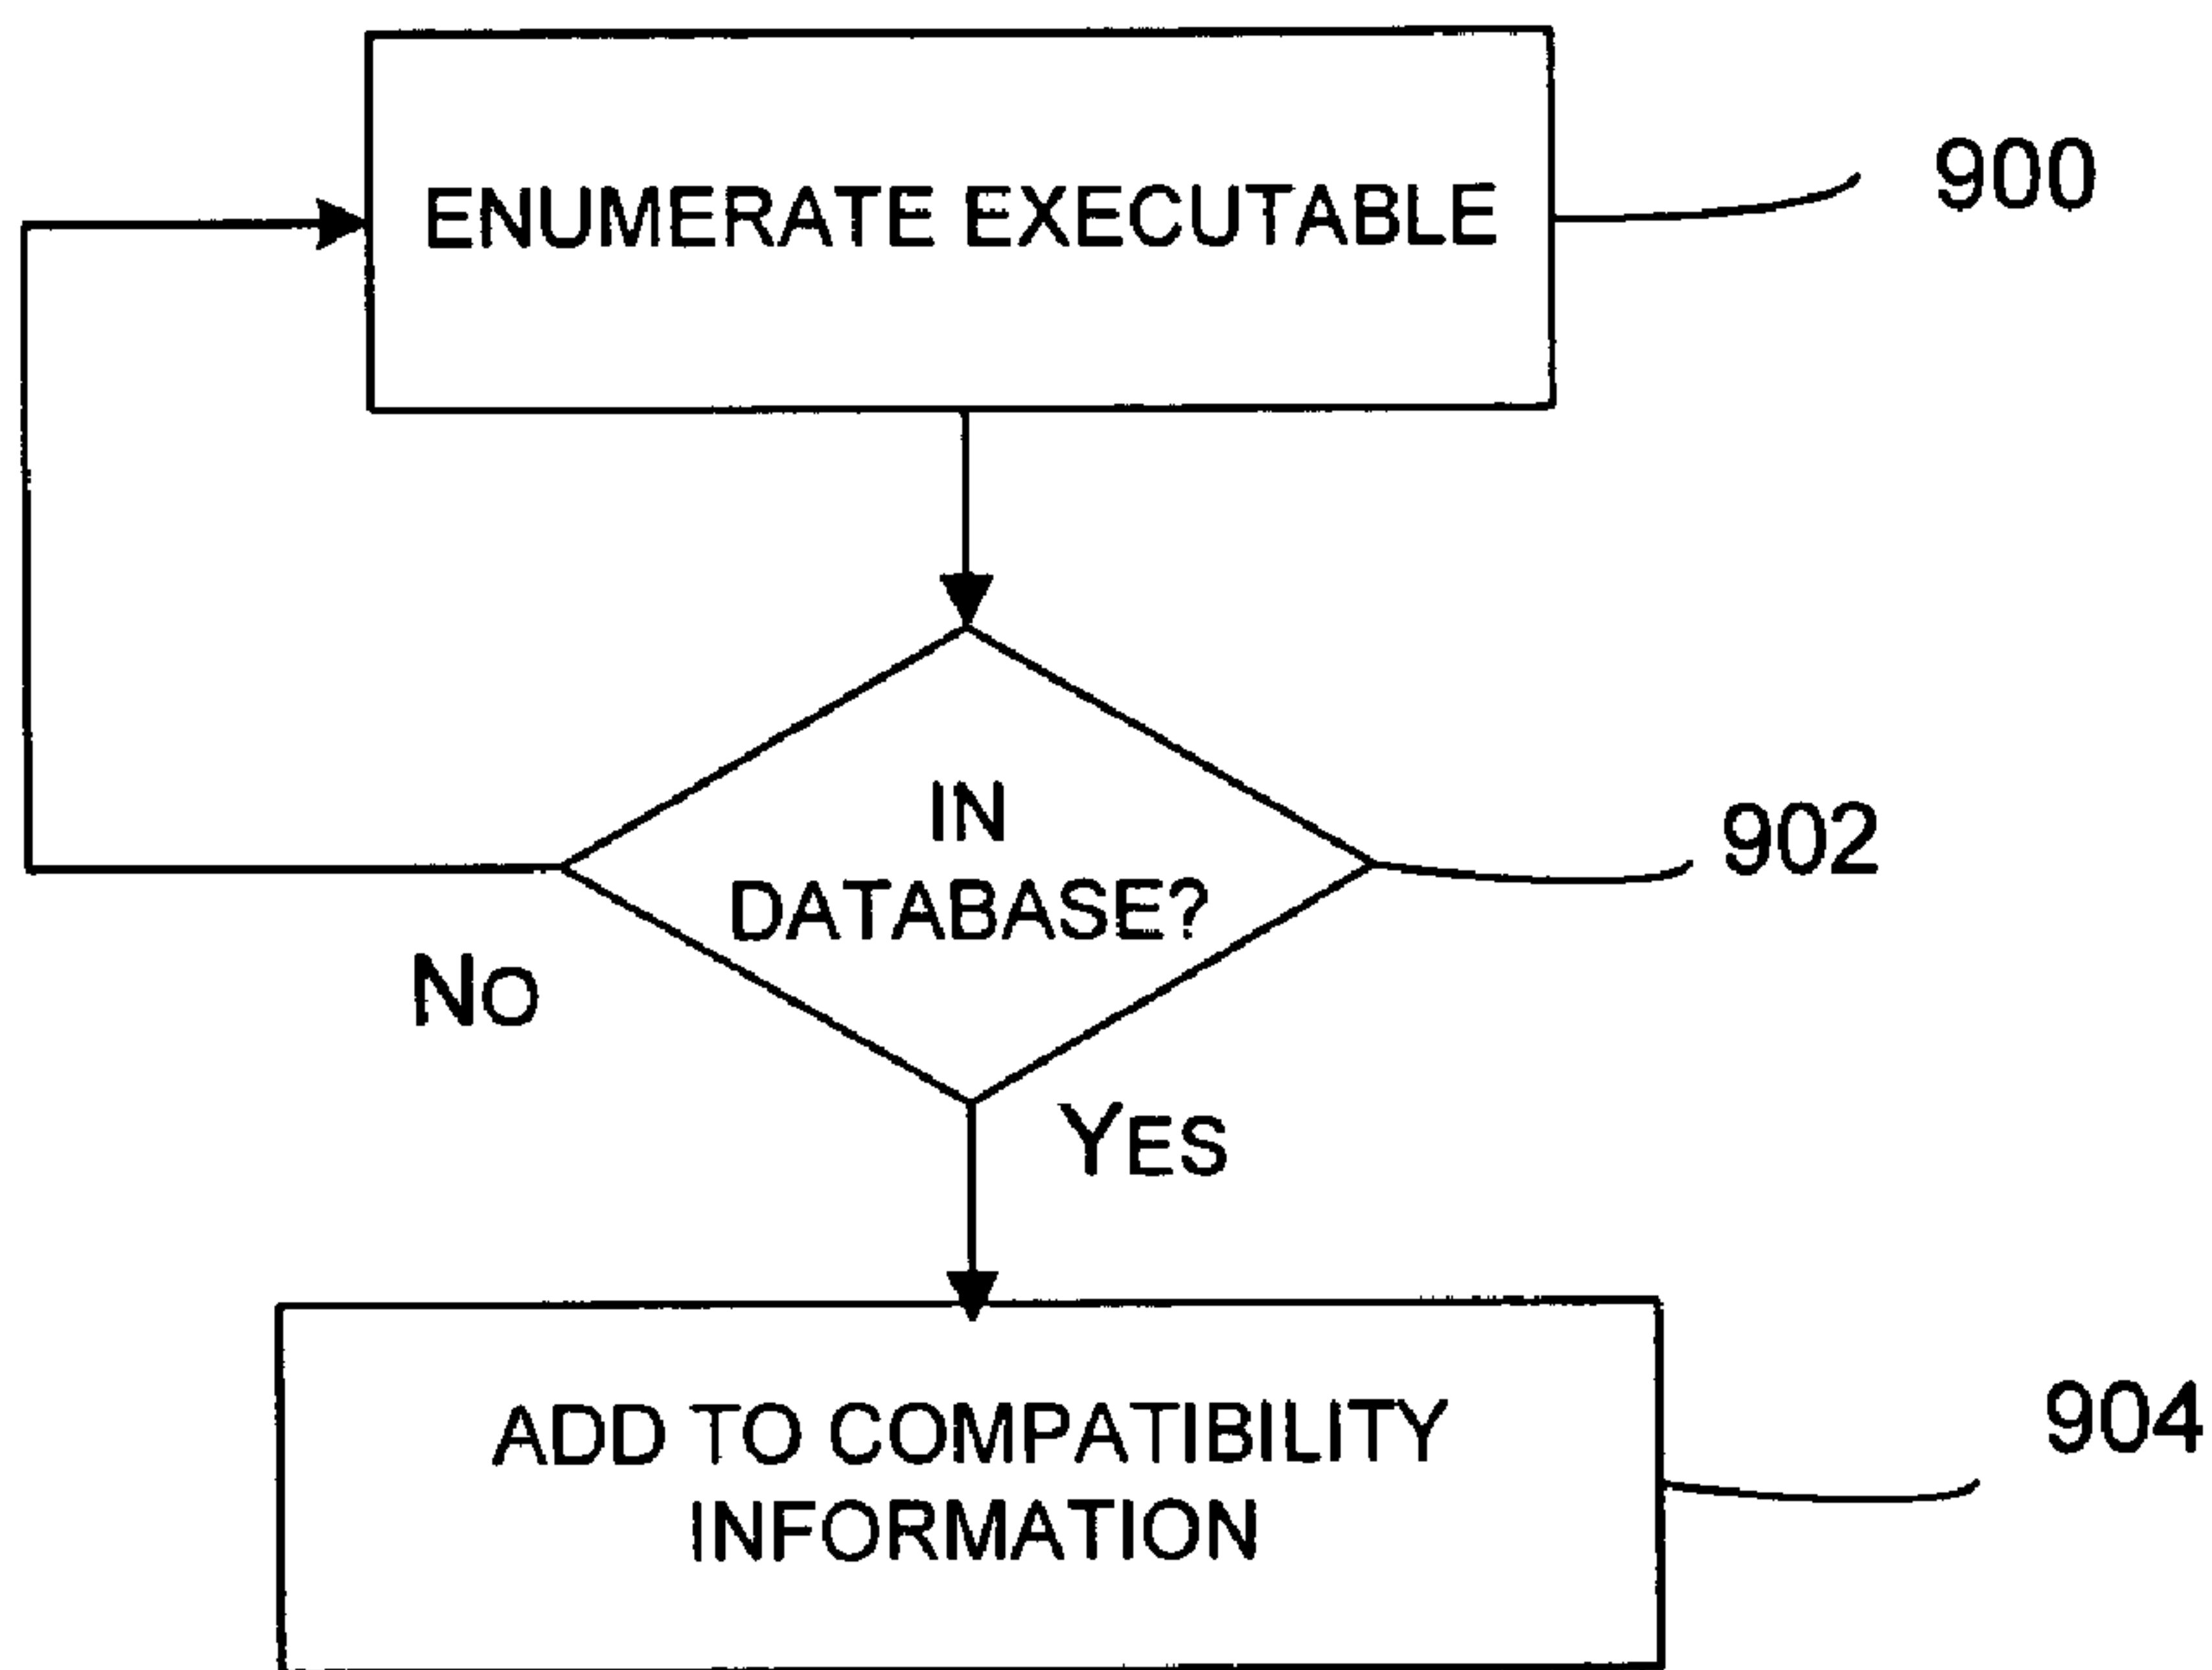 ENUMERATE EXECUTABLE
900
IN
DATABASE?
902
NO
YES
ADD TO COMPATIBILITY
INFORMATION
904